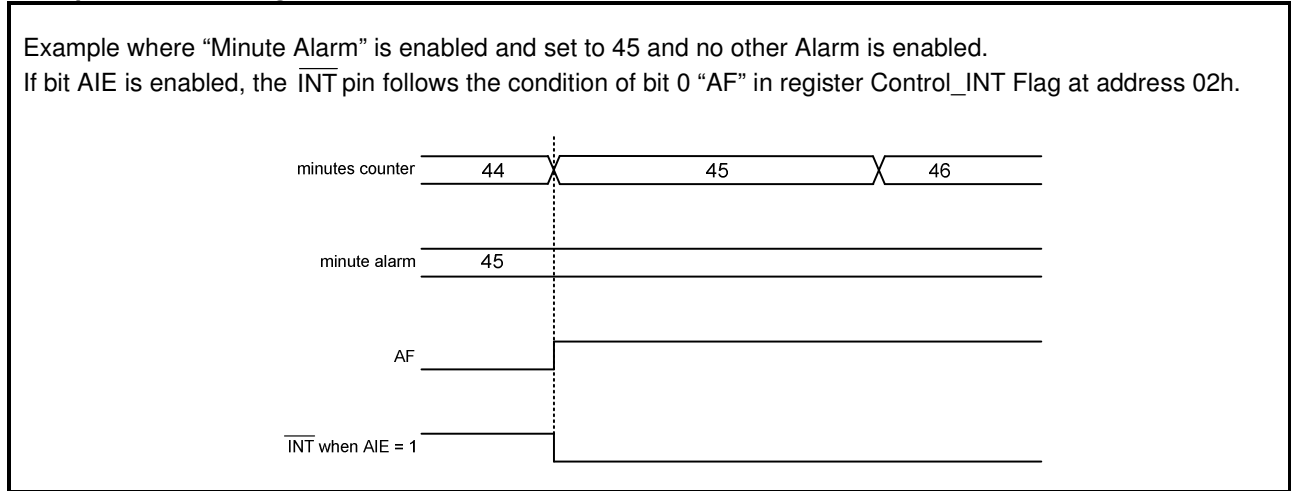 Example where “Minute Alarm” is enabled and set to 45 and no other Alarm is enabled.
If bit AIE is enabled, the INT pin follows the condition of bit 0 “AF” in register Control_INT Flag at address 02h.
minutes counter 44 45 46
minute alarm 45
AF
INT when AIE = 1